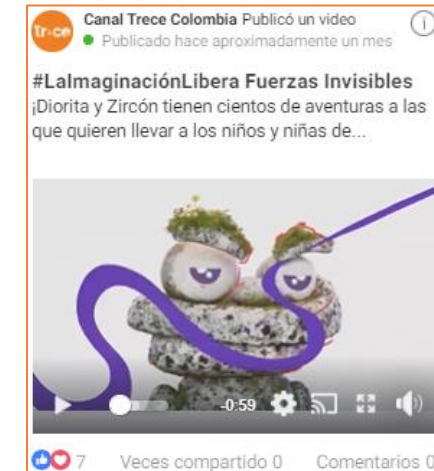 Tr·ce
Canal Trece Colombia Publicó un video
Publicado hace aproximadamente un mes
i
#LaImaginaciónLibera Fuerzas Invisibles
¡Diorita y Zircón tienen cientos de aventuras a las
que quieren llevar a los niños y niñas de...
-0:59
7 Veces compartido 0 Comentarios 0